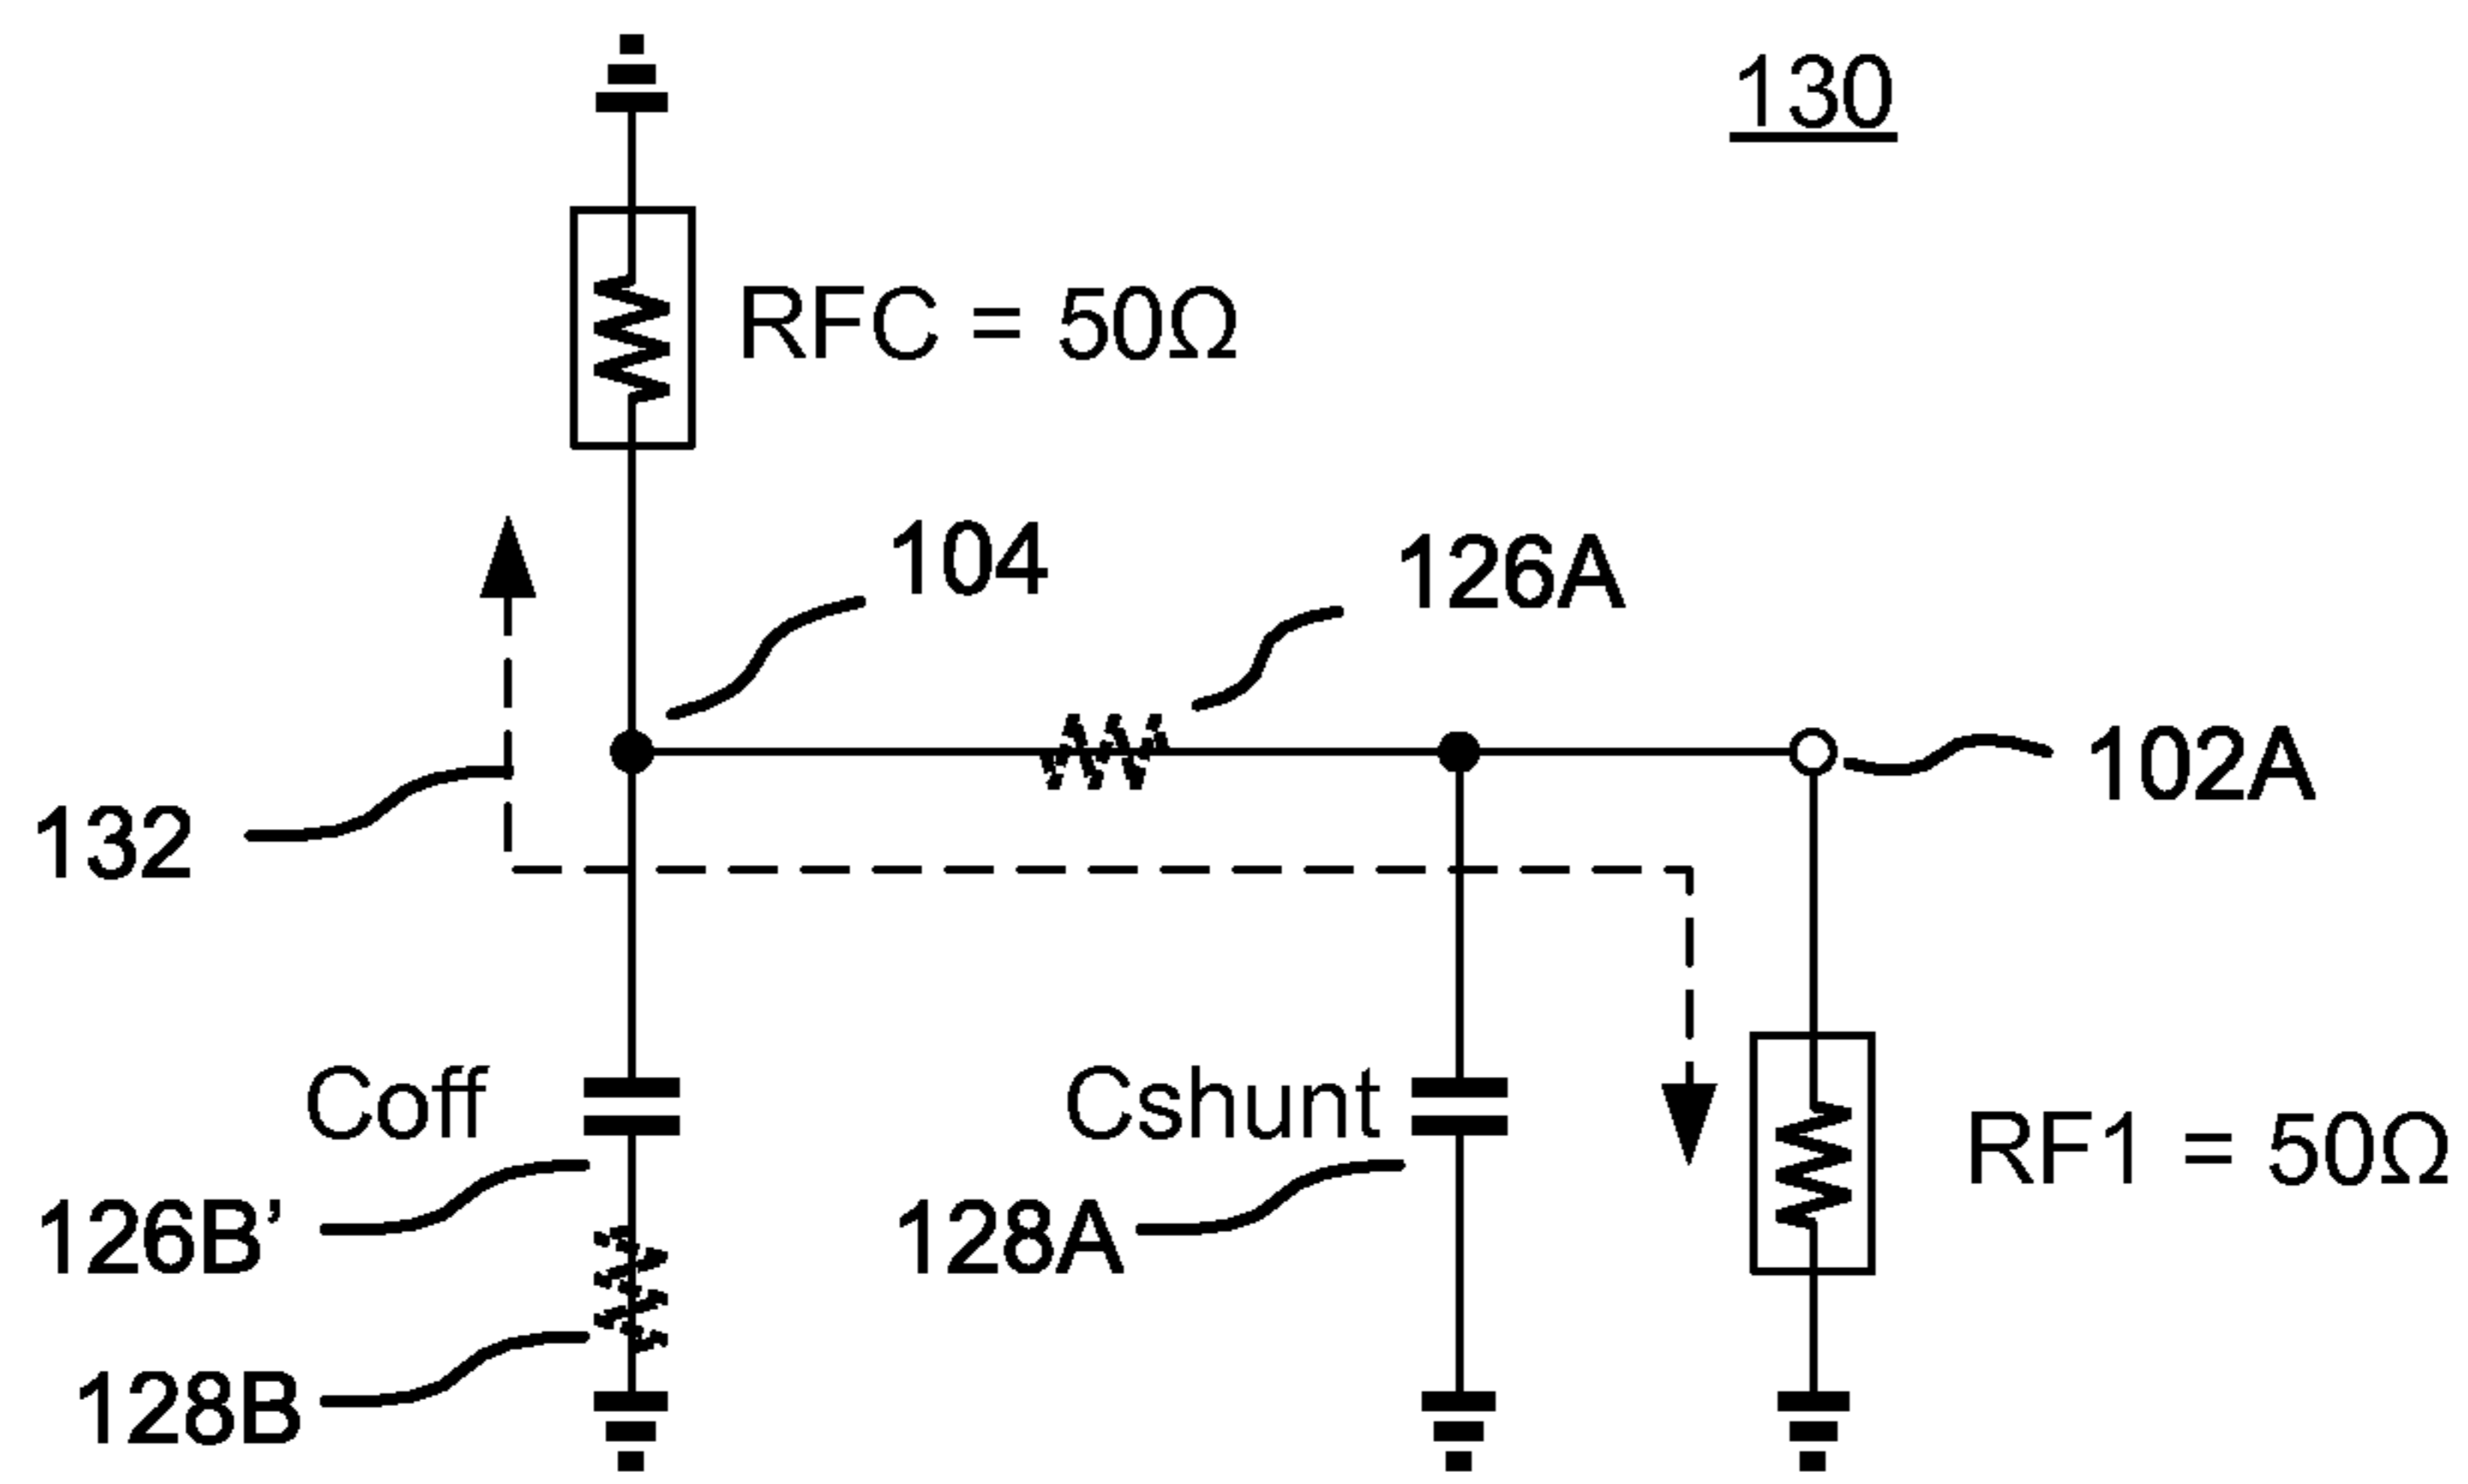 130
RFC = 50Ω
104
126A
102A
132
Coff
Cshunt
RF1 = 50Ω
126B’
128A
128B